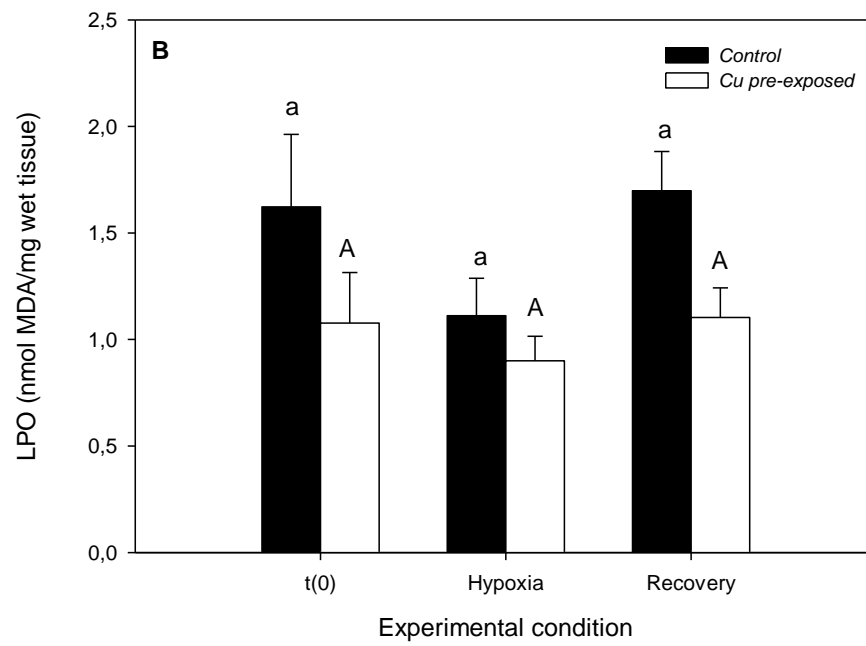 B
Control
Cu pre-exposed
LPO (nmol MDA/mg wet tissue)
2,5
2,0
1,5
1,0
0,5
0,0
a
A
a
A
a
A
t(0)
Hypoxia
Recovery
Experimental condition